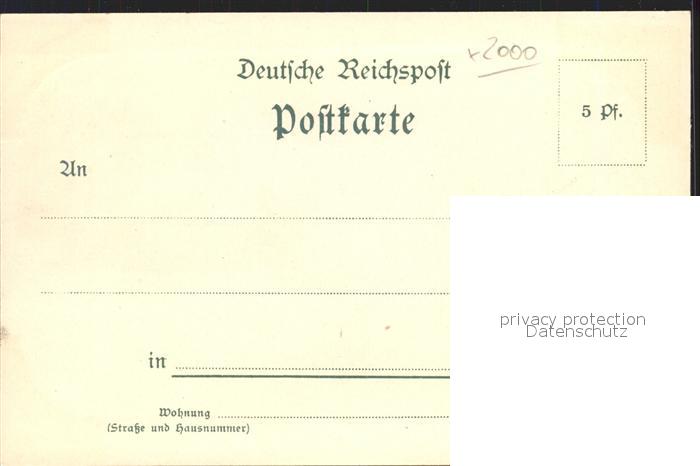 +2000
Deutsche Reichspost
Postkarte
5 Pf.
An
privacy protection
Datenschutz
in
Wohnung
(Straße und Hausnummer)